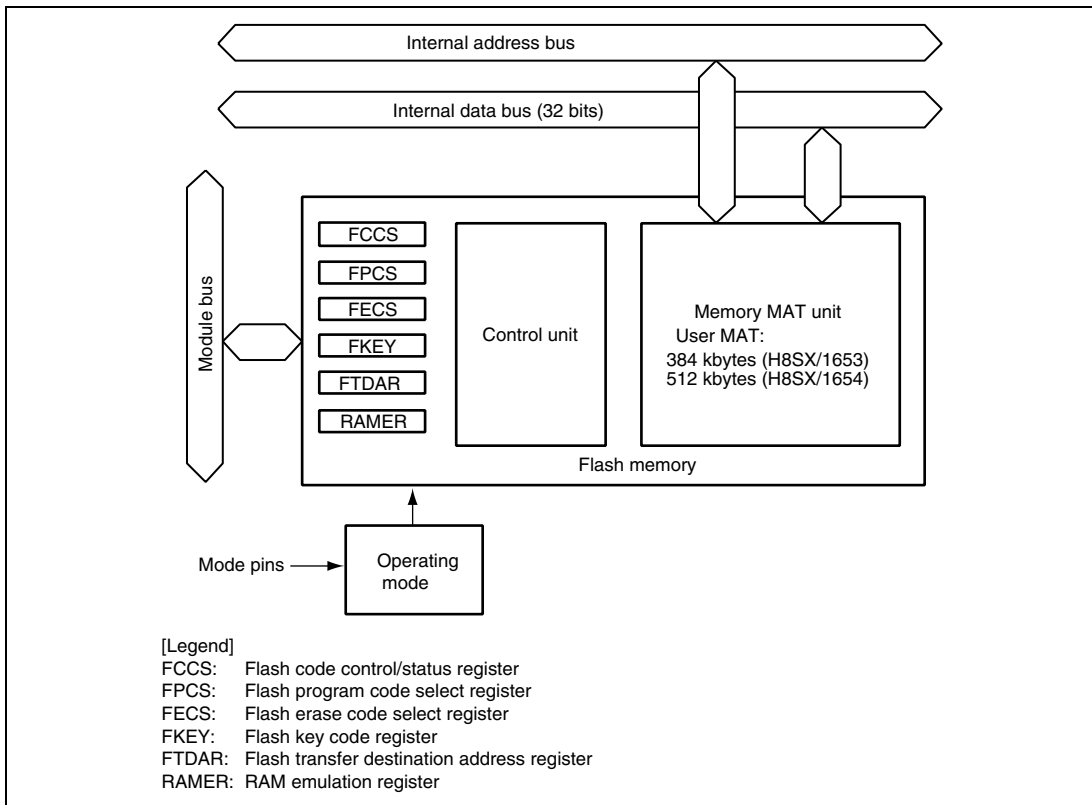 Internal address bus
Internal data bus (32 bits)
Module bus
FCCS
FPCS
FECS
FKEY
FTDAR
RAMER
Control unit
Memory MAT unit
User MAT:
384 kbytes (H8SX/1653)
512 kbytes (H8SX/1654)
Flash memory
Mode pins
Operating
mode
[Legend]
FCCS: Flash code control/status register
FPCS: Flash program code select register
FECS: Flash erase code select register
FKEY: Flash key code register
FTDAR: Flash transfer destination address register
RAMER: RAM emulation register